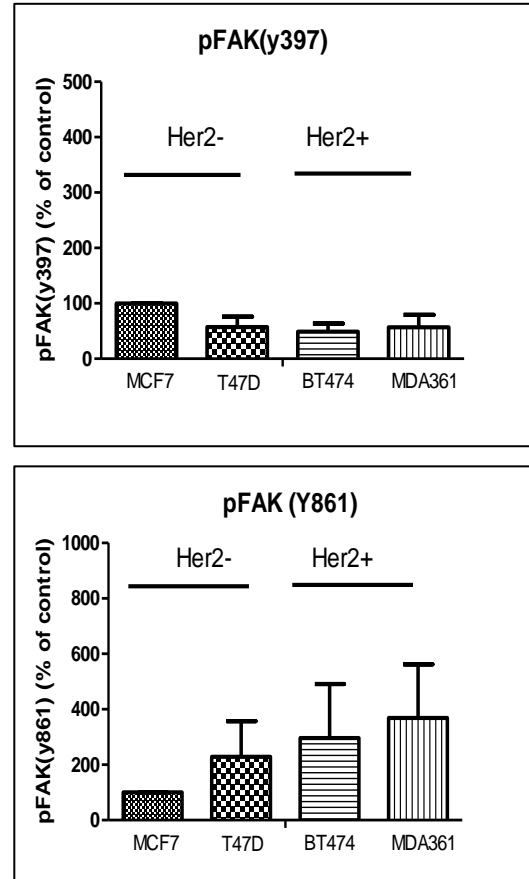 pFAK(y397)
pFAK(y397) (% of control)
500
400
300
200
100
0
Her2-
Her2+
MCF7
T47D
BT474
MDA361
pFAK (Y861)
pFAK(y861) (% of control)
1000
800
600
400
200
0
Her2-
Her2+
MCF7
T47D
BT474
MDA361